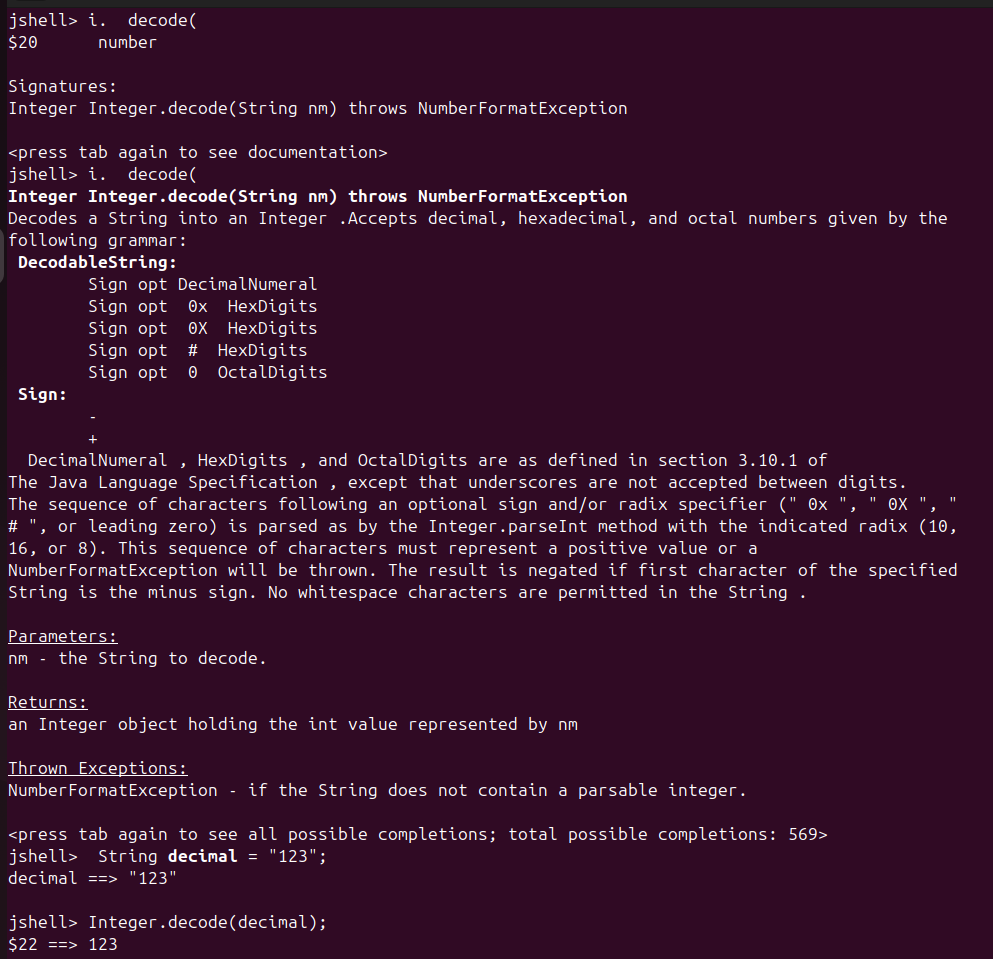 jshell> i.  decode(
$20      number
Signatures:
Integer Integer.decode(String nm) throws NumberFormatException
<press tab again to see documentation>
jshell> i.  decode(
Integer Integer.decode(String nm) throws NumberFormatException
Decodes a String into an Integer .Accepts decimal, hexadecimal, and octal numbers given by the
following grammar:
 DecodableString:
        Sign opt DecimalNumeral
        Sign opt  0x  HexDigits
        Sign opt  0X  HexDigits
        Sign opt  #  HexDigits
        Sign opt  0  OctalDigits
 Sign:
        -
        +
  DecimalNumeral , HexDigits , and OctalDigits are as defined in section 3.10.1 of
The Java Language Specification , except that underscores are not accepted between digits.
The sequence of characters following an optional sign and/or radix specifier (" 0x ", " 0X ", "
# ", or leading zero) is parsed as by the Integer.parseInt method with the indicated radix (10,
16, or 8). This sequence of characters must represent a positive value or a
NumberFormatException will be thrown. The result is negated if first character of the specified
String is the minus sign. No whitespace characters are permitted in the String .
Parameters:
nm - the String to decode.
Returns:
an Integer object holding the int value represented by nm
Thrown Exceptions:
NumberFormatException - if the String does not contain a parsable integer.
<press tab again to see all possible completions; total possible completions: 569>
jshell>  String decimal = "123";
decimal ==> "123"
jshell> Integer.decode(decimal);
$22 ==> 123